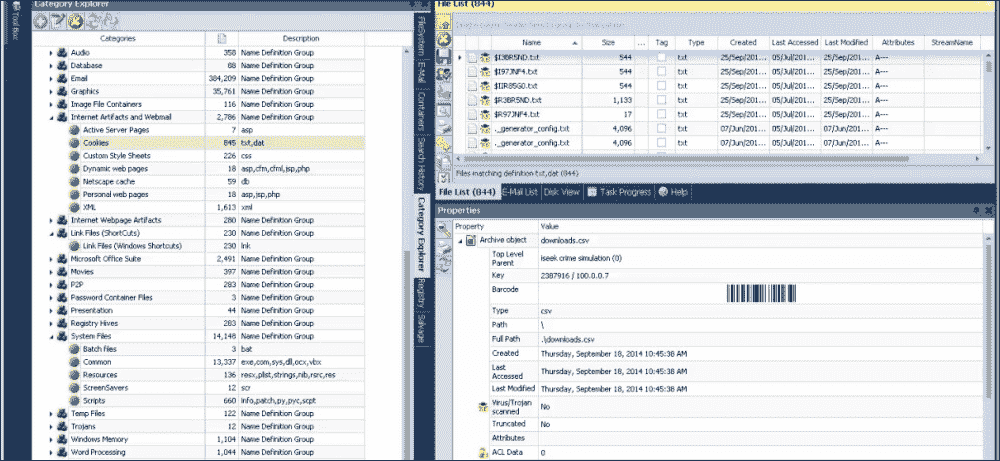 Tool Box
Category Explorer
Categories Description
Audio 358 Name Definition Group
Database 88 Name Definition Group
Email 384,209 Name Definition Group
Graphics 35,761 Name Definition Group
Image File Containers 116 Name Definition Group
Internet Artifacts and Webmail 2,786 Name Definition Group
Active Server Pages 7 asp
Cookies 845 txt,dat
Custom Style Sheets 226 css
Dynamic web pages 18 asp,cfm,cfml,jsp,php
Netscape cache 59 db
Personal web pages 18 asp,jsp,php
XML 1,613 xml
Internet Webpage Artifacts 280 Name Definition Group
Link Files (ShortCuts) 230 Name Definition Group
Link Files (Windows Shortcuts) 230 lnk
Microsoft Office Suite 2,491 Name Definition Group
Movies 397 Name Definition Group
P2P 283 Name Definition Group
Password Container Files 3 Name Definition Group
Presentation 44 Name Definition Group
Registry Hives 283 Name Definition Group
System Files 14,148 Name Definition Group
Batch files 3 bat
Common 13,337 exe,com,sys,dll,ocx,vbx
Resources 136 resx,plist,strings,nib,rsrc,res
ScreenSavers 12 scr
Scripts 660 info,patch,py,pyc,scpt
Temp Files 122 Name Definition Group
Trojans 12 Name Definition Group
Windows Memory 1,104 Name Definition Group
Word Processing 1,044 Name Definition Group
FileSystem
E-Mail
Containers
Search History
Category Explorer
Registry
Salvage
File List (844)
Name Size ... Tag Type Created Last Accessed Last Modified Attributes StreamName
$I3BR5ND.txt 544 txt 25/Sep/201... 25/Sep/201... 25/Sep/201... A---
$I97JNF4.txt 544 txt 25/Sep/201... 05/Jul/201... 25/Sep/201... A---
$IIR85G0.txt 544 txt 25/Sep/201... 05/Jul/201... 25/Sep/201... A---
$R3BR5ND.txt 1,133 txt 25/Sep/201... 25/Sep/201... 25/Sep/201... A---
$R97JNF4.txt 17 txt 25/Sep/201... 05/Jul/201... 25/Sep/201... A---
._generator_config.txt 4,096 txt 07/Jun/201... 05/Jul/201... 07/Jun/201... A---
._generator_config.txt 4,096 txt 07/Jun/201... 05/Jul/201... 07/Jun/201... A---
Files matching definition txt,dat (844)
File List (844) E-Mail List Disk View Task Progress Help
Properties
Property Value
Archive object downloads.csv
Top Level Parent iseek crime simulation (0)
Key 2387916 / 100.0.0.7
Barcode
Type csv
Path \
Full Path .\downloads.csv
Created Thursday, September 18, 2014 10:45:38 AM
Last Accessed Thursday, September 18, 2014 10:45:38 AM
Last Modified Thursday, September 18, 2014 10:45:38 AM
Virus/Trojan scanned No
Truncated No
Attributes
ACL Data 0